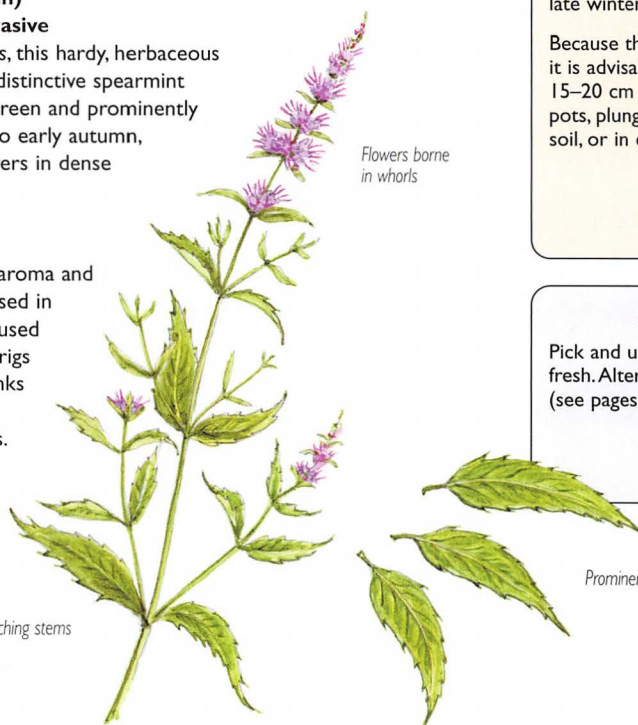 asive
s, this hardy, herbaceous
distinctive spearmint
reen and prominently
o early autumn,
ers in dense
aroma and
sed in
used
rigs
nks
s.
Flowers borne
in whorls
ching stems
late winter
Because th
it is advisa
15–20 cm
pots, plung
soil, or in
Pick and u
fresh. Alter
(see pages
Promine